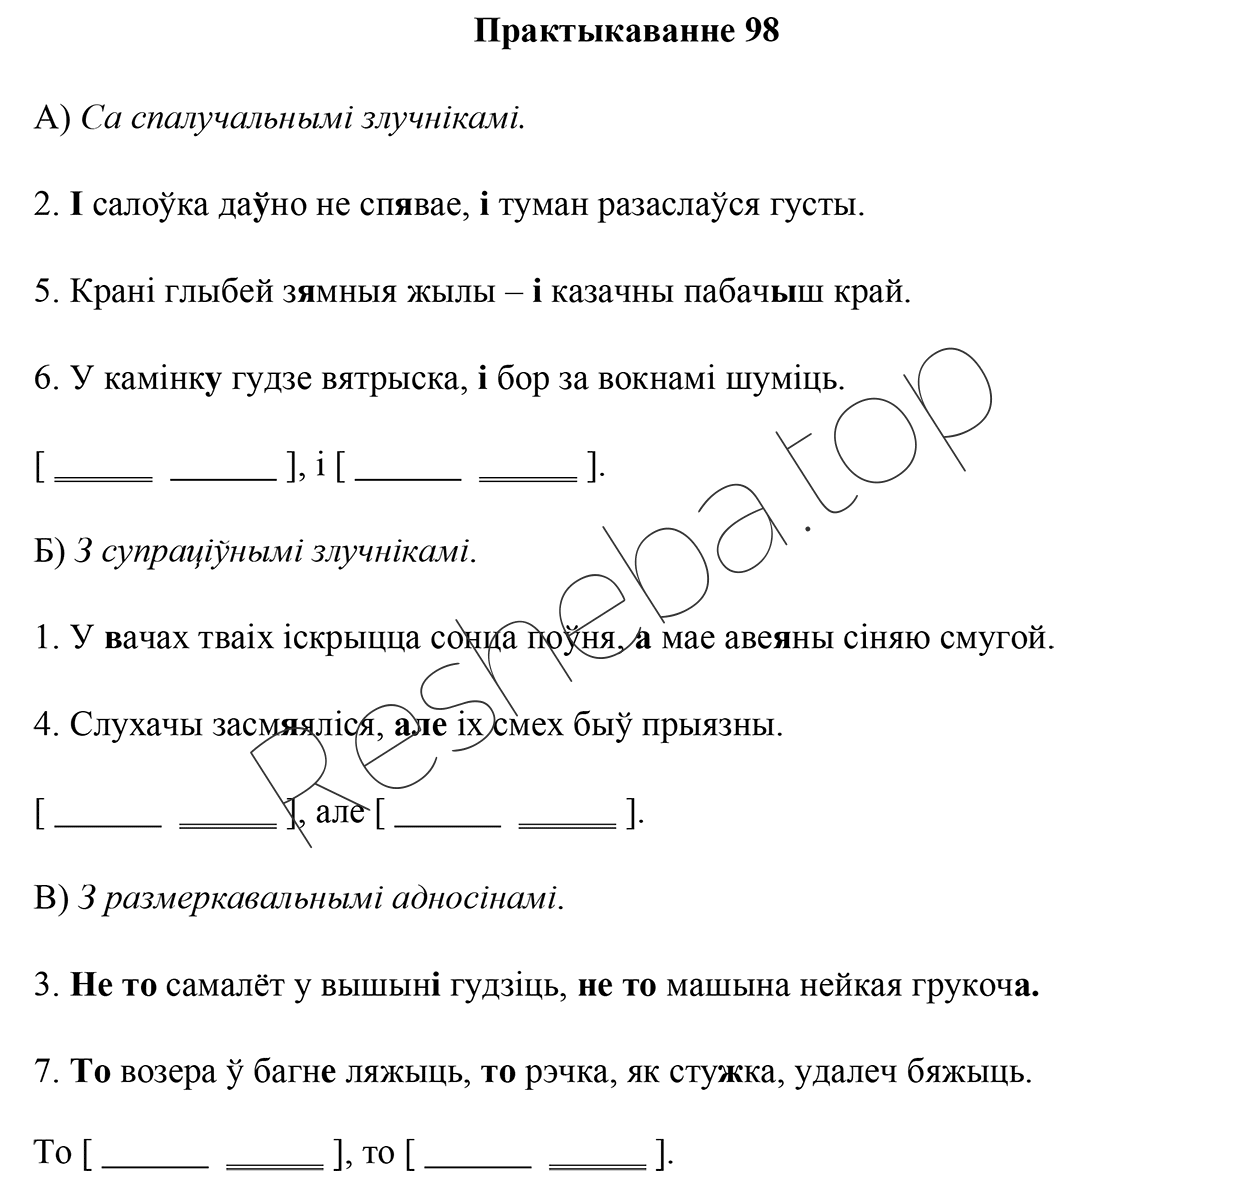 Практыкаванне 98
А) Са спалучальнымі злучнікамі.
2. І салоўка даўно не спявае, і туман разаслаўся густы.
5. Крані глыбей зямныя жылы – і казачны пабачыш край.
6. У камінку гудзе вятрыска, і бор за вокнамі шуміць.
[ ______ ______ ], і [ ______ ______ ].
Б) З супраціўнымі злучнікамі.
1. У вачах тваіх іскрыцца сонца поўня, а мае авеяны сіняю смугой.
4. Слухачы засмяяліся, але іх смех быў прыязны.
[ ______ ______ ], але [ ______ ______ ].
В) З размеркавальнымі адносінамі.
3. Не то самалёт у вышыні гудзіць, не то машына нейкая грукоча.
7. То возера ў багне ляжыць, то рэчка, як стужка, удалеч бяжыць.
То [ ______ ______ ], то [ ______ ______ ].
Resheba.top